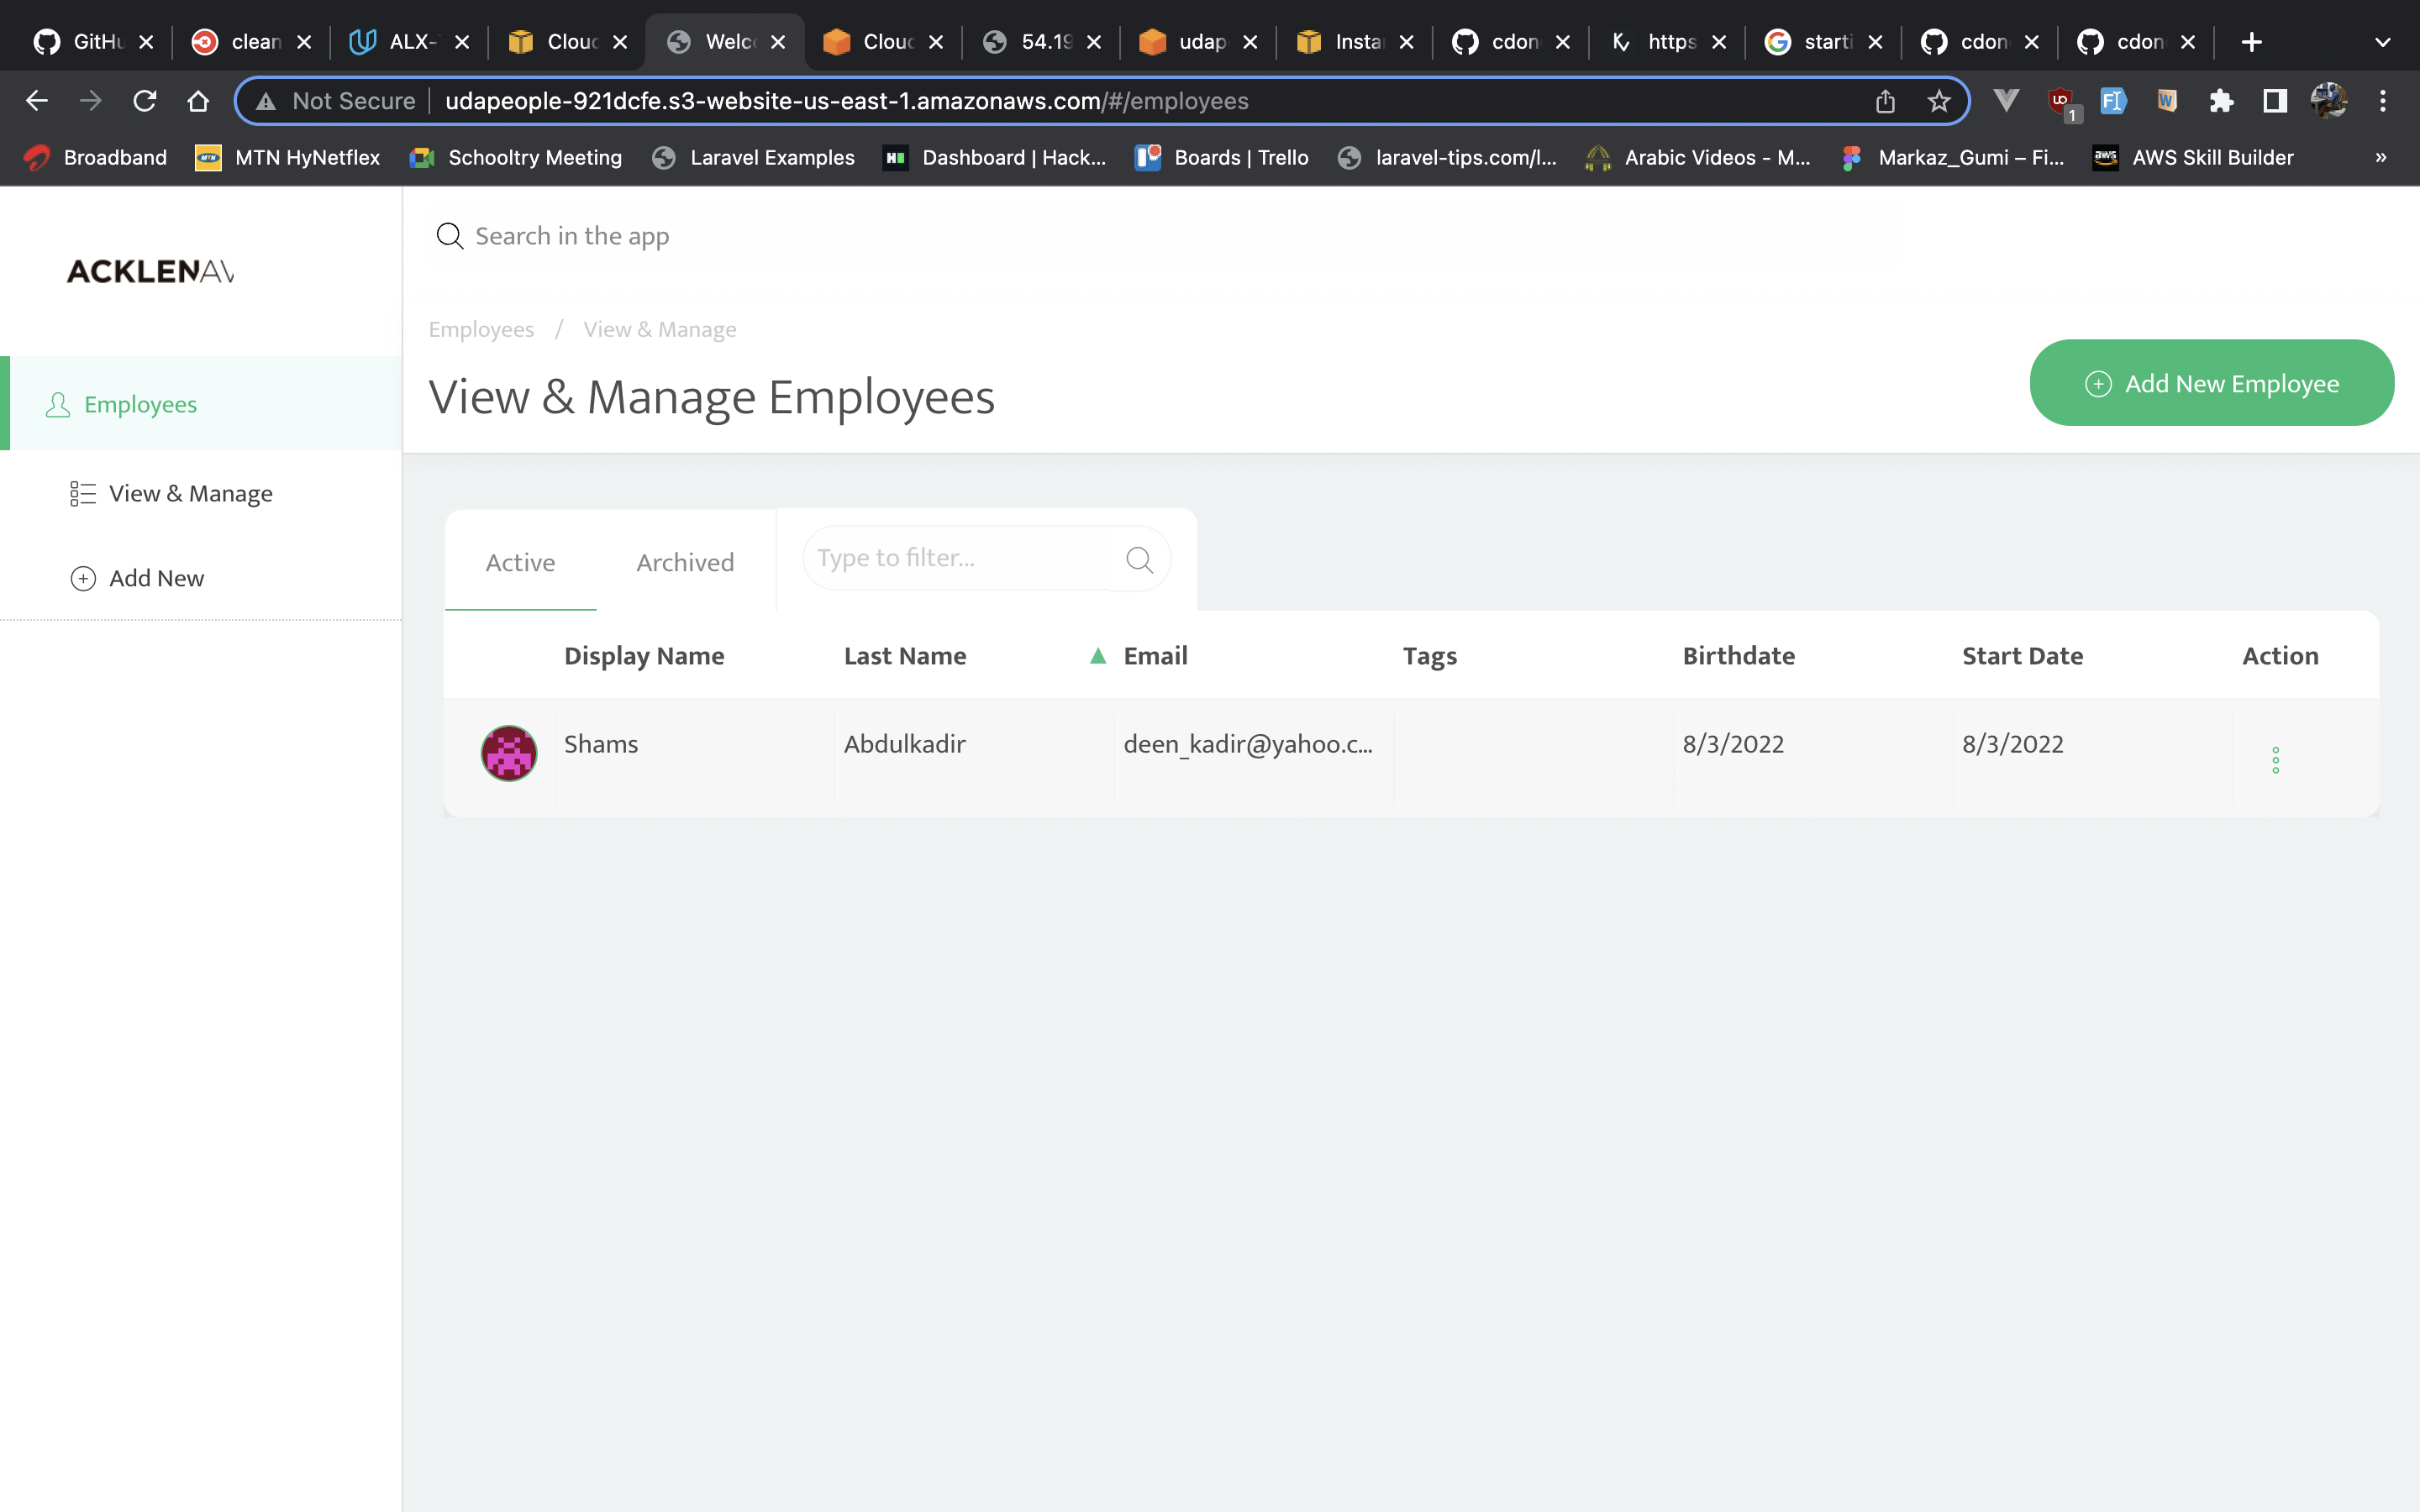 GitHu clean ALX- Clouc Welcc Clouc 54.19 udap Instar cdon https starti cdon cdon
Not Secure udapeople-921dcfe.s3-website-us-east-1.amazonaws.com/#/employees 1
Broadband MTN HyNetflex Schooltry Meeting Laravel Examples Dashboard | Hack... Boards | Trello laravel-tips.com/l... Arabic Videos - M... Markaz_Gumi – Fi... AWS Skill Builder »
Search in the app
ACKLENAV
Employees / View & Manage
View & Manage Employees
Add New Employee
Employees
View & Manage
Add New
Active Archived Type to filter...
Display Name Last Name Email Tags Birthdate Start Date Action
Shams Abdulkadir deen_kadir@yahoo.c... 8/3/2022 8/3/2022